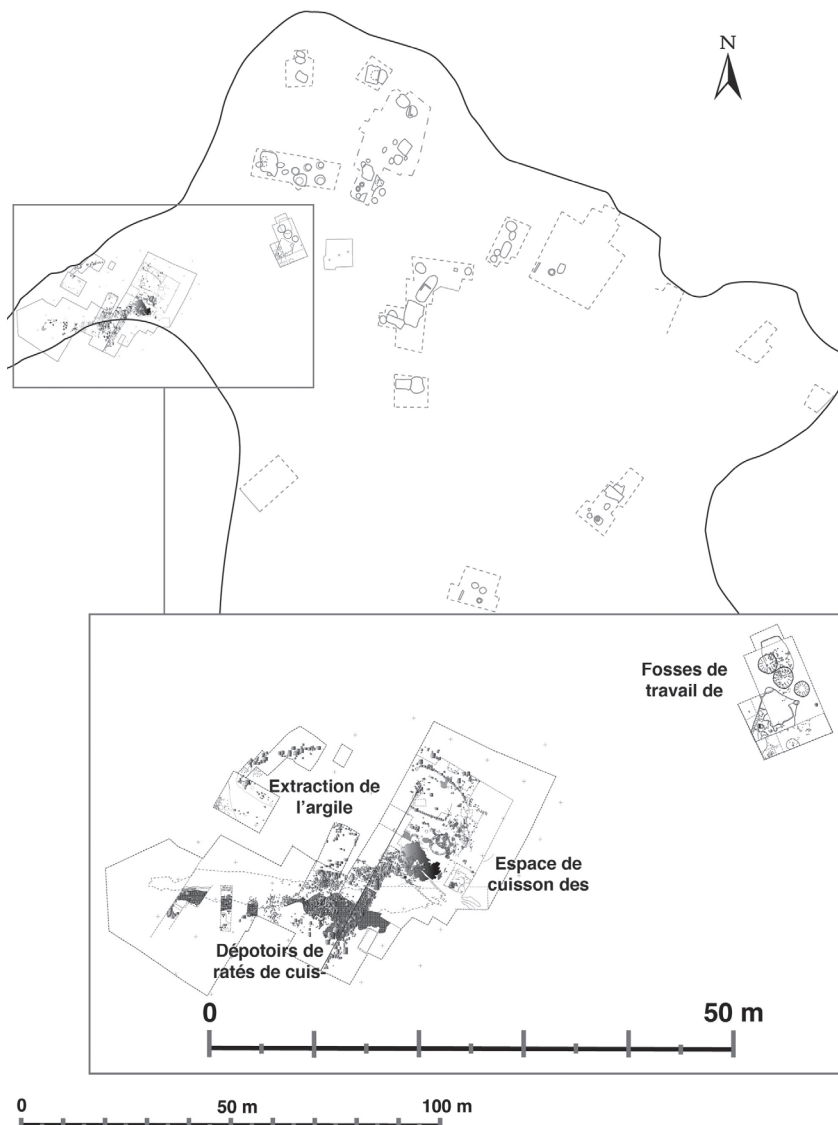 N
Fosses de
travail de
Extraction de
l’argile
Espace de
cuisson des
Dépotoirs de
ratés de cuis-
0 50 m
0 50 m 100 m